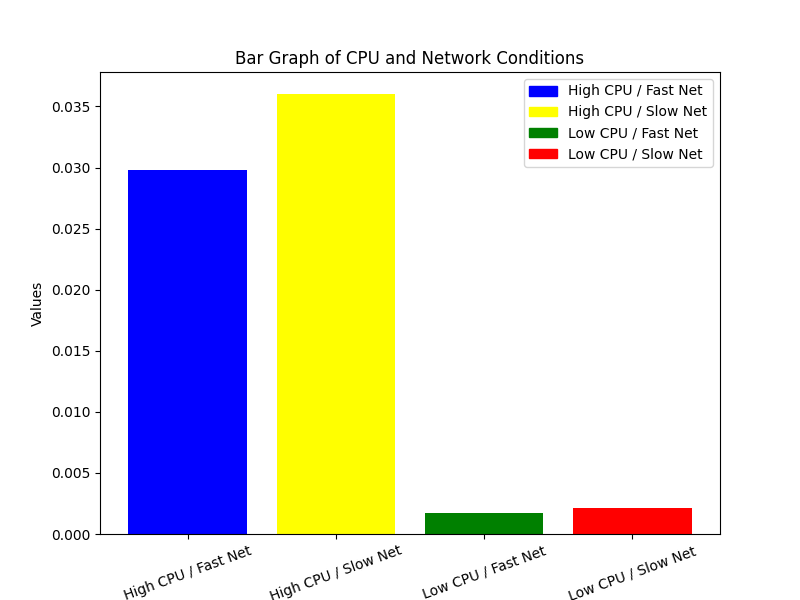 Bar Graph of CPU and Network Conditions
High CPU / Fast Net
High CPU / Slow Net
Low CPU / Fast Net
Low CPU / Slow Net
Values
0.035
0.030
0.025
0.020
0.015
0.010
0.005
0.000
High CPU / Fast Net
High CPU / Slow Net
Low CPU / Fast Net
Low CPU / Slow Net